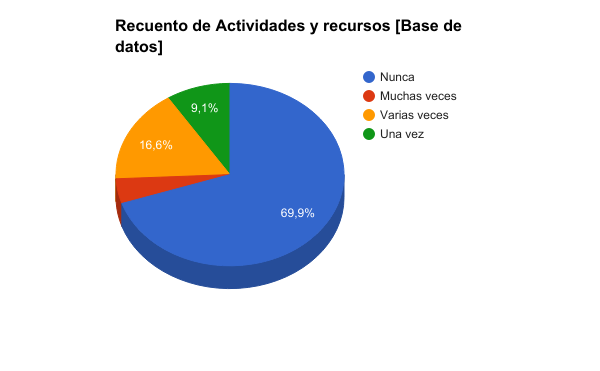 Recuento de Actividades y recursos [Base de
datos]
Nunca
Muchas veces
Varias veces
Una vez
9,1%
16,6%
69,9%